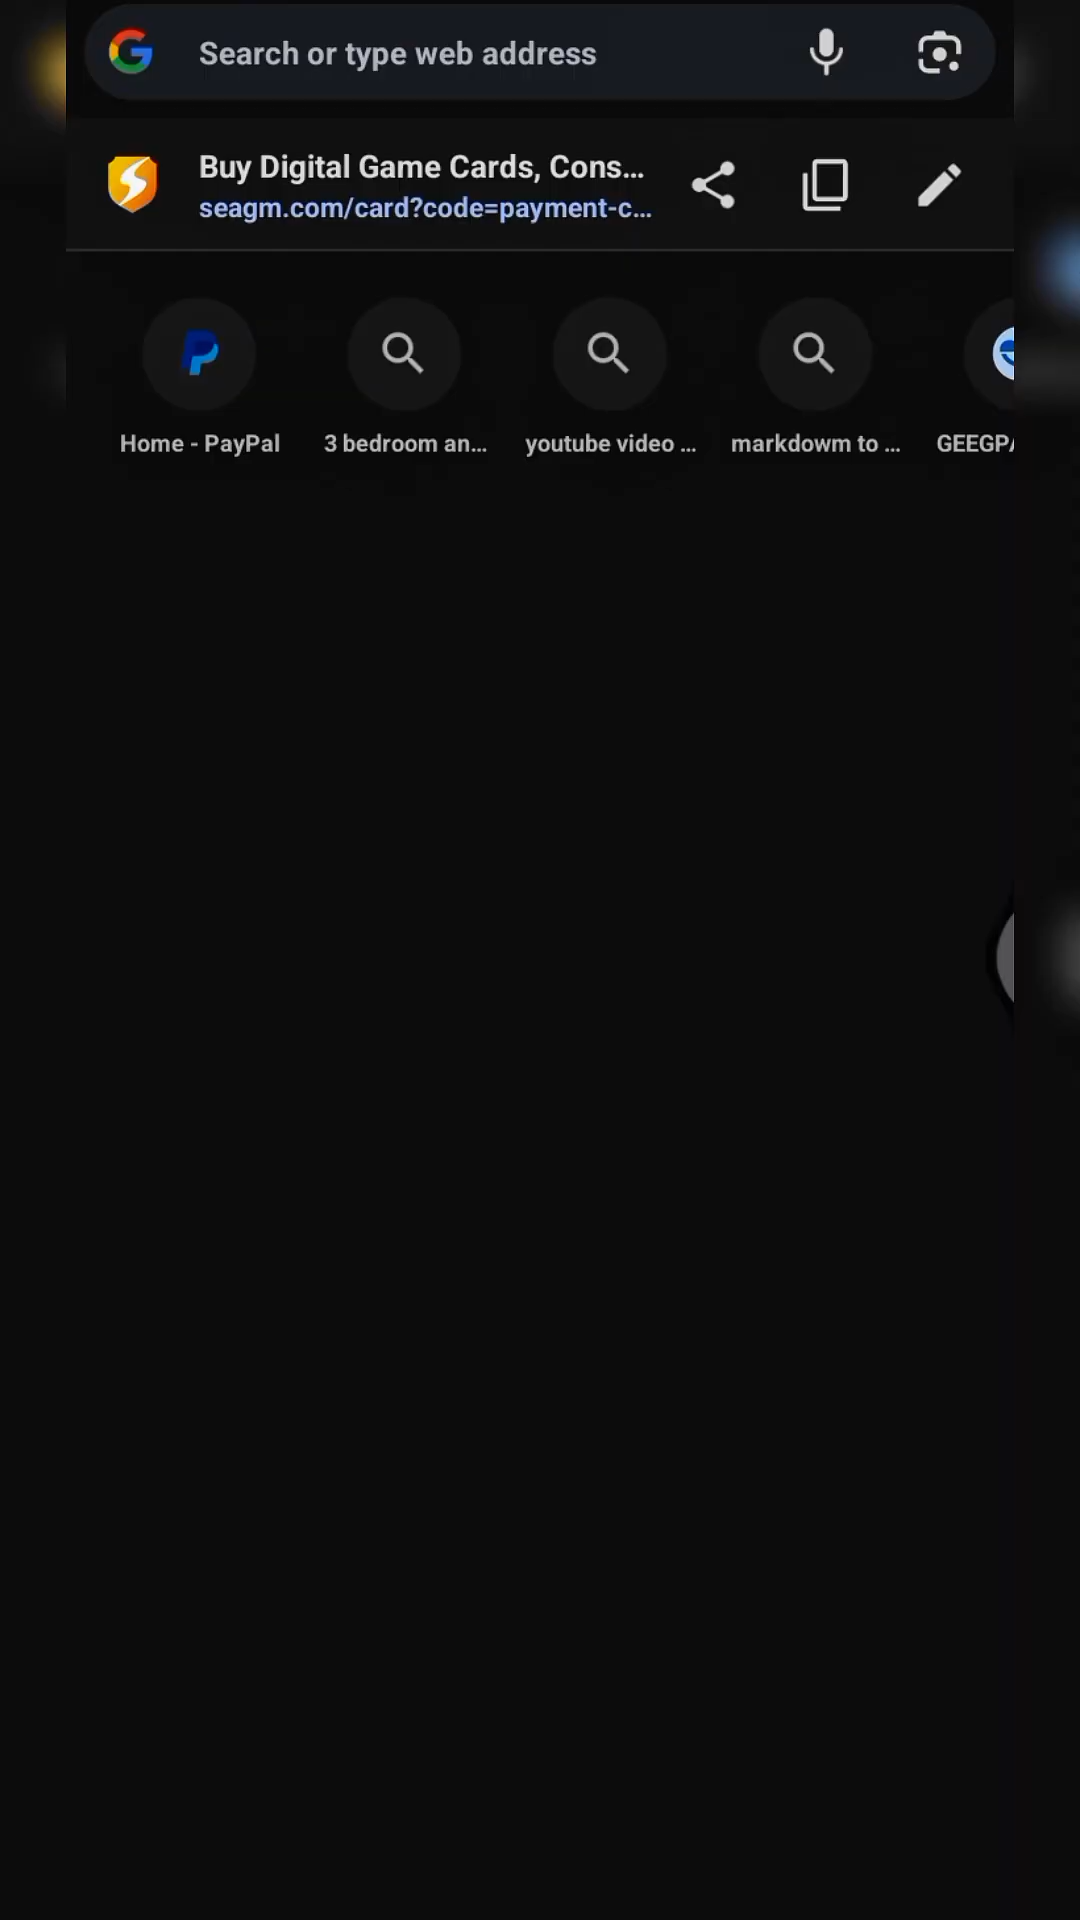 Search or type web address
Buy Digital Game Cards, Cons...
seagm.com/card?code=payment-c...
Home - PayPal
3 bedroom an...
youtube video ...
markdowm to ...
GEEGPA